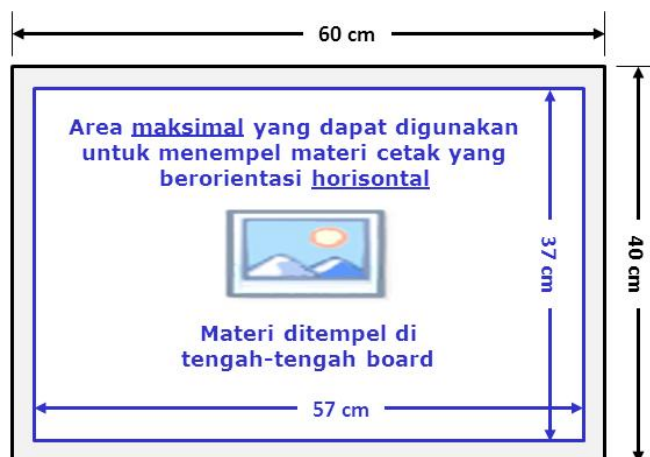 60 cm
Area maksimal yang dapat digunakan
untuk menempel materi cetak yang
berorientasi horisontal
37 cm
40 cm
Materi ditempel di
tengah-tengah board
57 cm